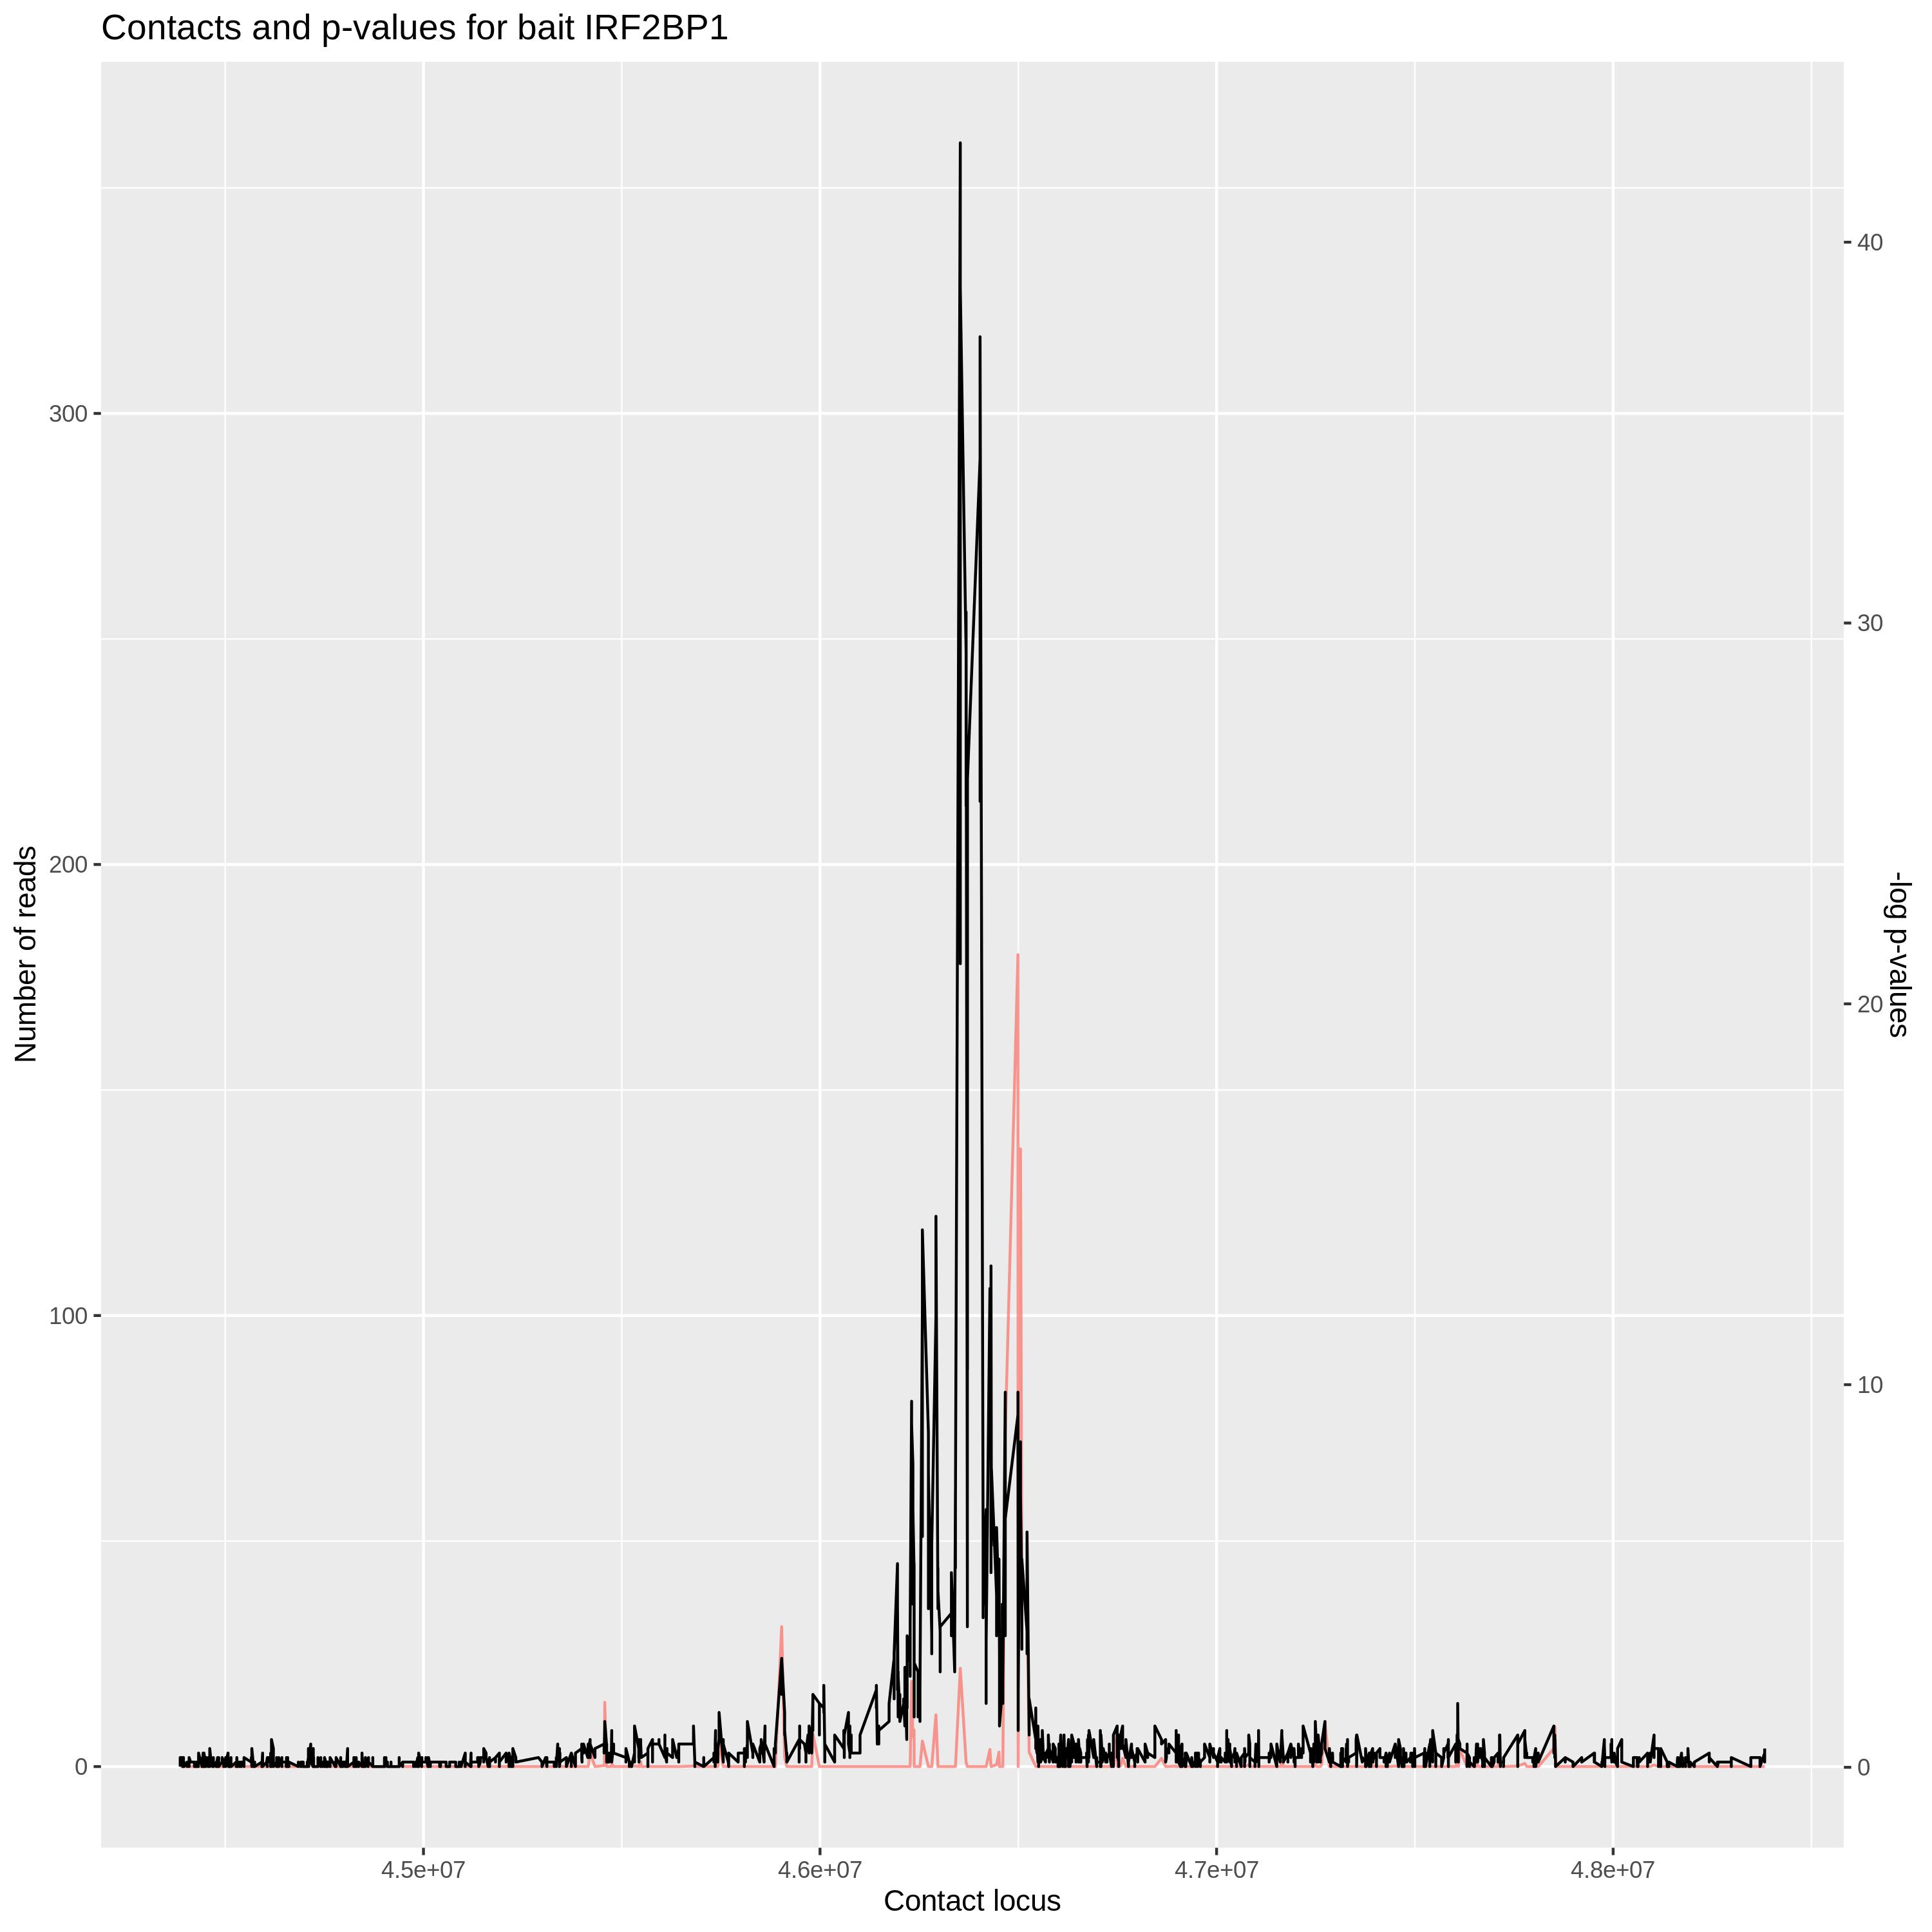 Contacts and p-values for bait IRF2BP1
Number of reads
300
200
100
0
40
30
20
10
0
-log p-values
4.5e+07
4.6e+07
4.7e+07
4.8e+07
Contact locus